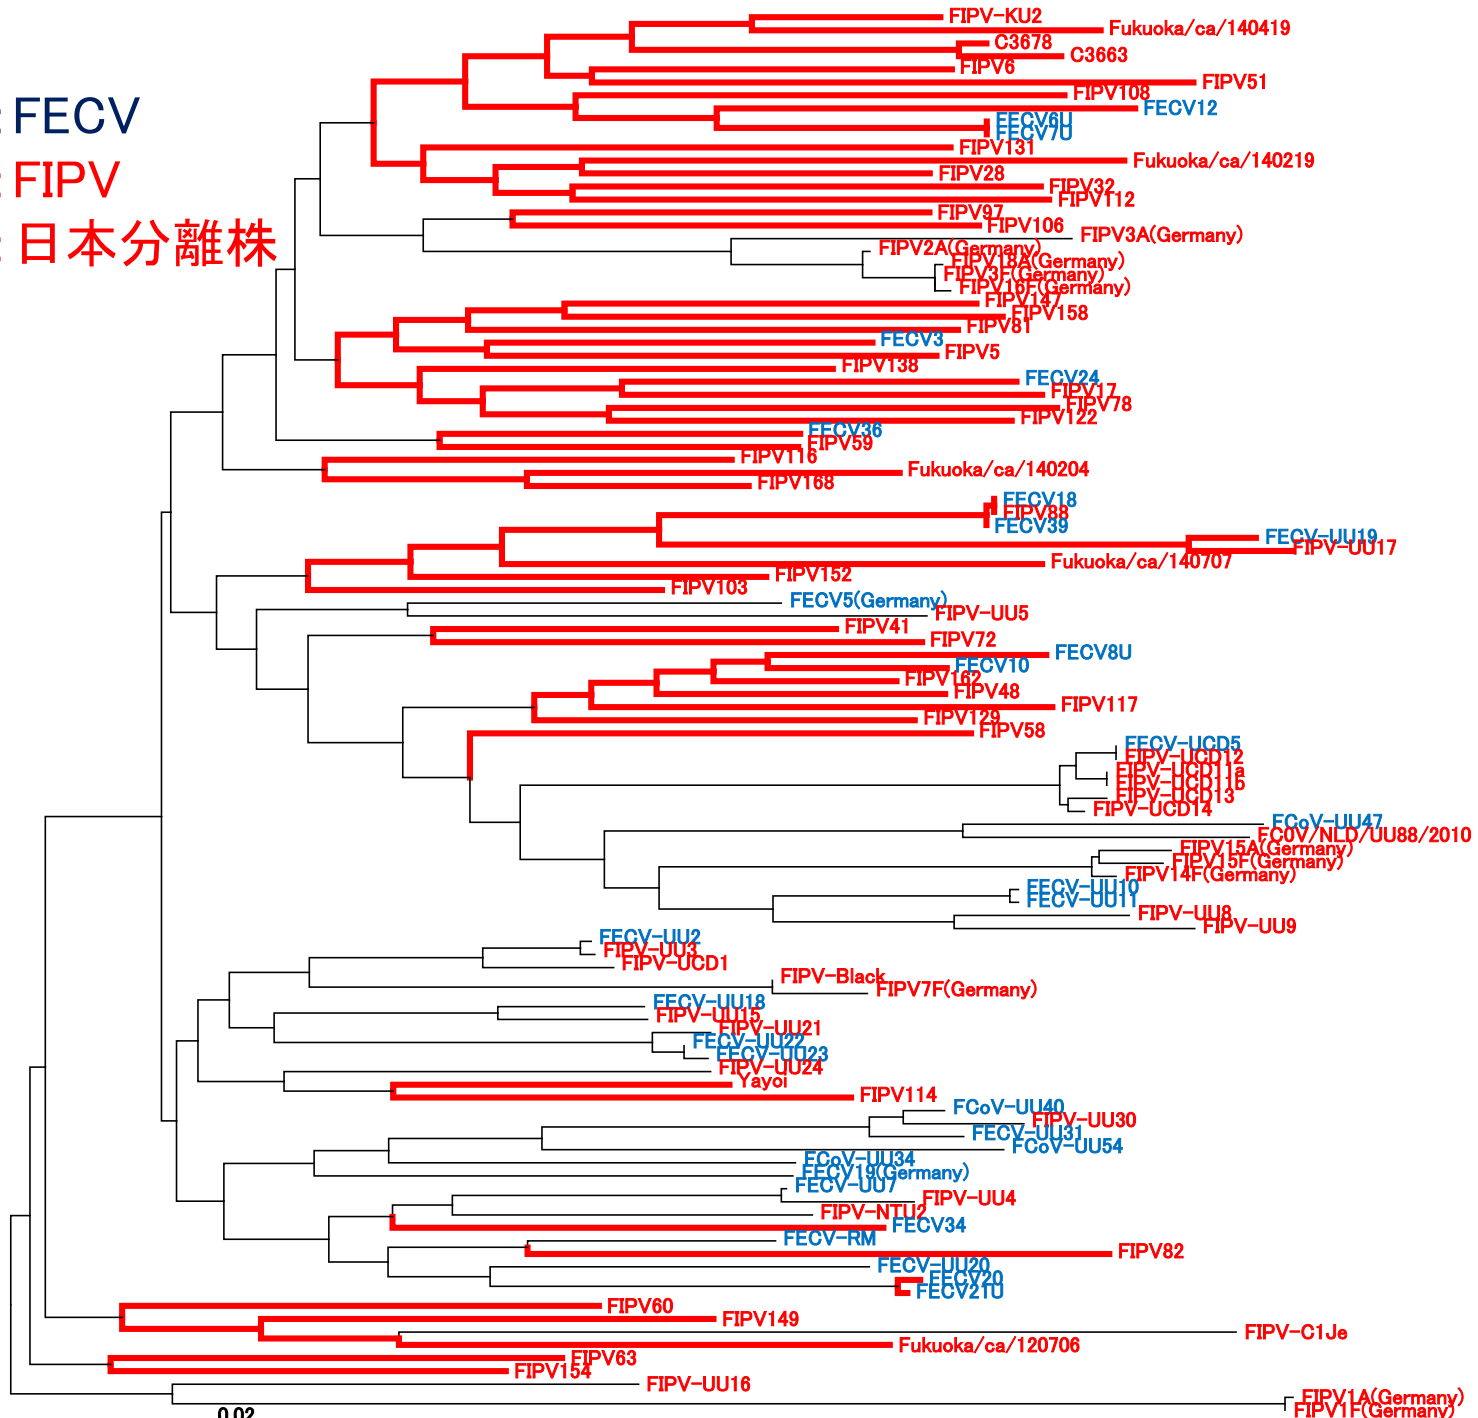 FIPV-KU2
Fukuoka/ca/140419
C3678
C3663
FIPV6
FIPV51
FIPV108
: FECV
FECV12
FECV6U
FECV7U
FIPV131
Fukuoka/ca/140219
: FIPV
FIPV28
FIPV32
FIPV112
FIPV97
FIPV106
: 日本分離株
FIPV3A(Germany)
FIPV2A(Germany)
FIPV18A(Germany)
FIPV3F(Germany)
FIPV16F(Germany)
FIPV147
FIPV158
FIPV81
FECV3
FIPV5
FIPV138
FECV24
FIPV17
FIPV78
FIPV122
FECV36
FIPV59
FIPV116
Fukuoka/ca/140204
FIPV168
FECV18
FIPV88
FECV39
FECV-UU19
FIPV-UU17
Fukuoka/ca/140707
FIPV152
FIPV103
FECV5(Germany)
FIPV-UU5
FIPV41
FIPV72
FECV8U
FECV10
FIPV162
FIPV48
FIPV117
FIPV129
FIPV58
FECV-UCD5
FIPV-UCD12
FIPV-UCD11a
FIPV-UCD11b
FIPV-UCD13
FIPV-UCD14
FCoV-UU47
FC0V/NLD/UU88/2010
FIPV15A(Germany)
FIPV15F(Germany)
FIPV14F(Germany)
FECV-UU10
FECV-UU11
FIPV-UU8
FIPV-UU9
FECV-UU2
FIPV-UU3
FIPV-UCD1
FIPV-Black
FIPV7F(Germany)
FECV-UU18
FIPV-UU15
FIPV-UU21
FECV-UU22
FECV-UU23
FIPV-UU24
Yayoi
FIPV114
FCoV-UU40
FIPV-UU30
FECV-UU31
FCoV-UU54
FCoV-UU34
FECV19(Germany)
FECV-UU7
FIPV-UU4
FIPV-NTU2
FECV34
FECV-RM
FIPV82
FECV-UU20
FECV20
FECV21U
FIPV60
FIPV149
FIPV-C1Je
Fukuoka/ca/120706
FIPV63
FIPV154
FIPV-UU16
FIPV1A(Germany)
FIPV1F(Germany)
0.02